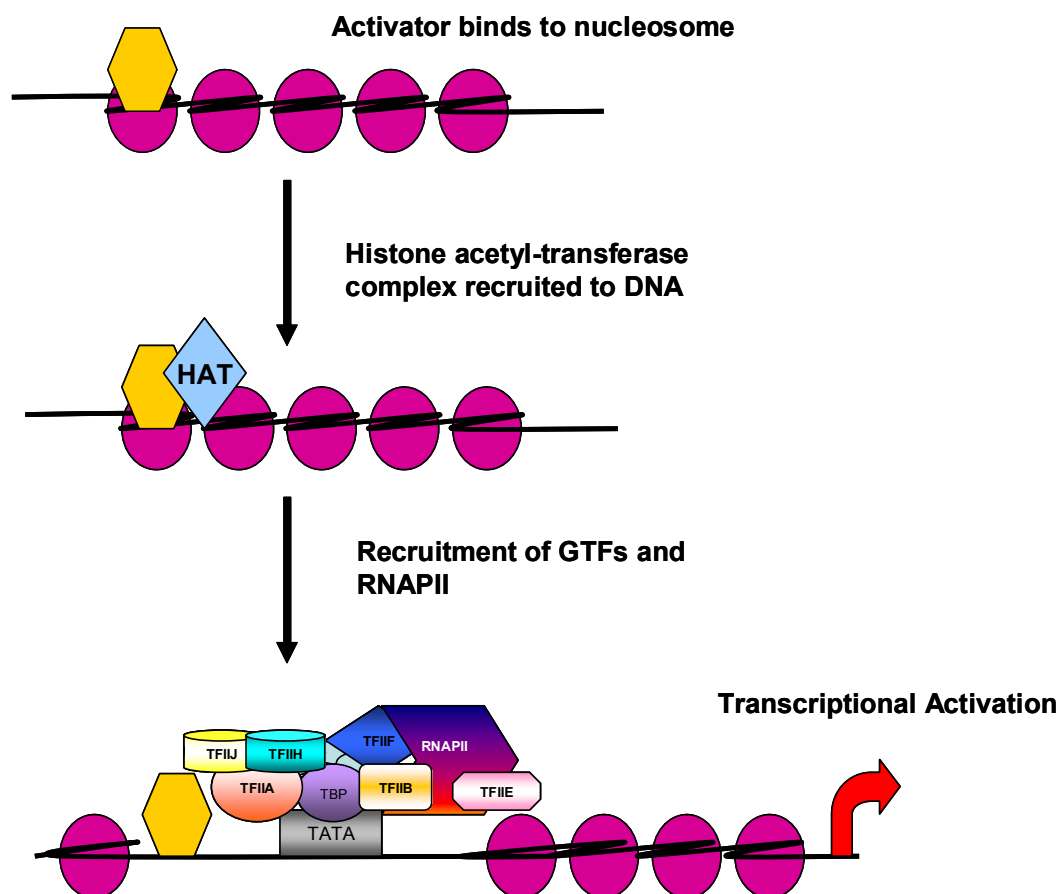 Activator binds to nucleosome
Histone acetyl-transferase
complex recruited to DNA
HAT
Recruitment of GTFs and
RNAPII
Transcriptional Activation
TFIIJ
TFIIH
TFIIF
RNAPII
TFIIA
TBP
TFIIB
TFIIE
TATA